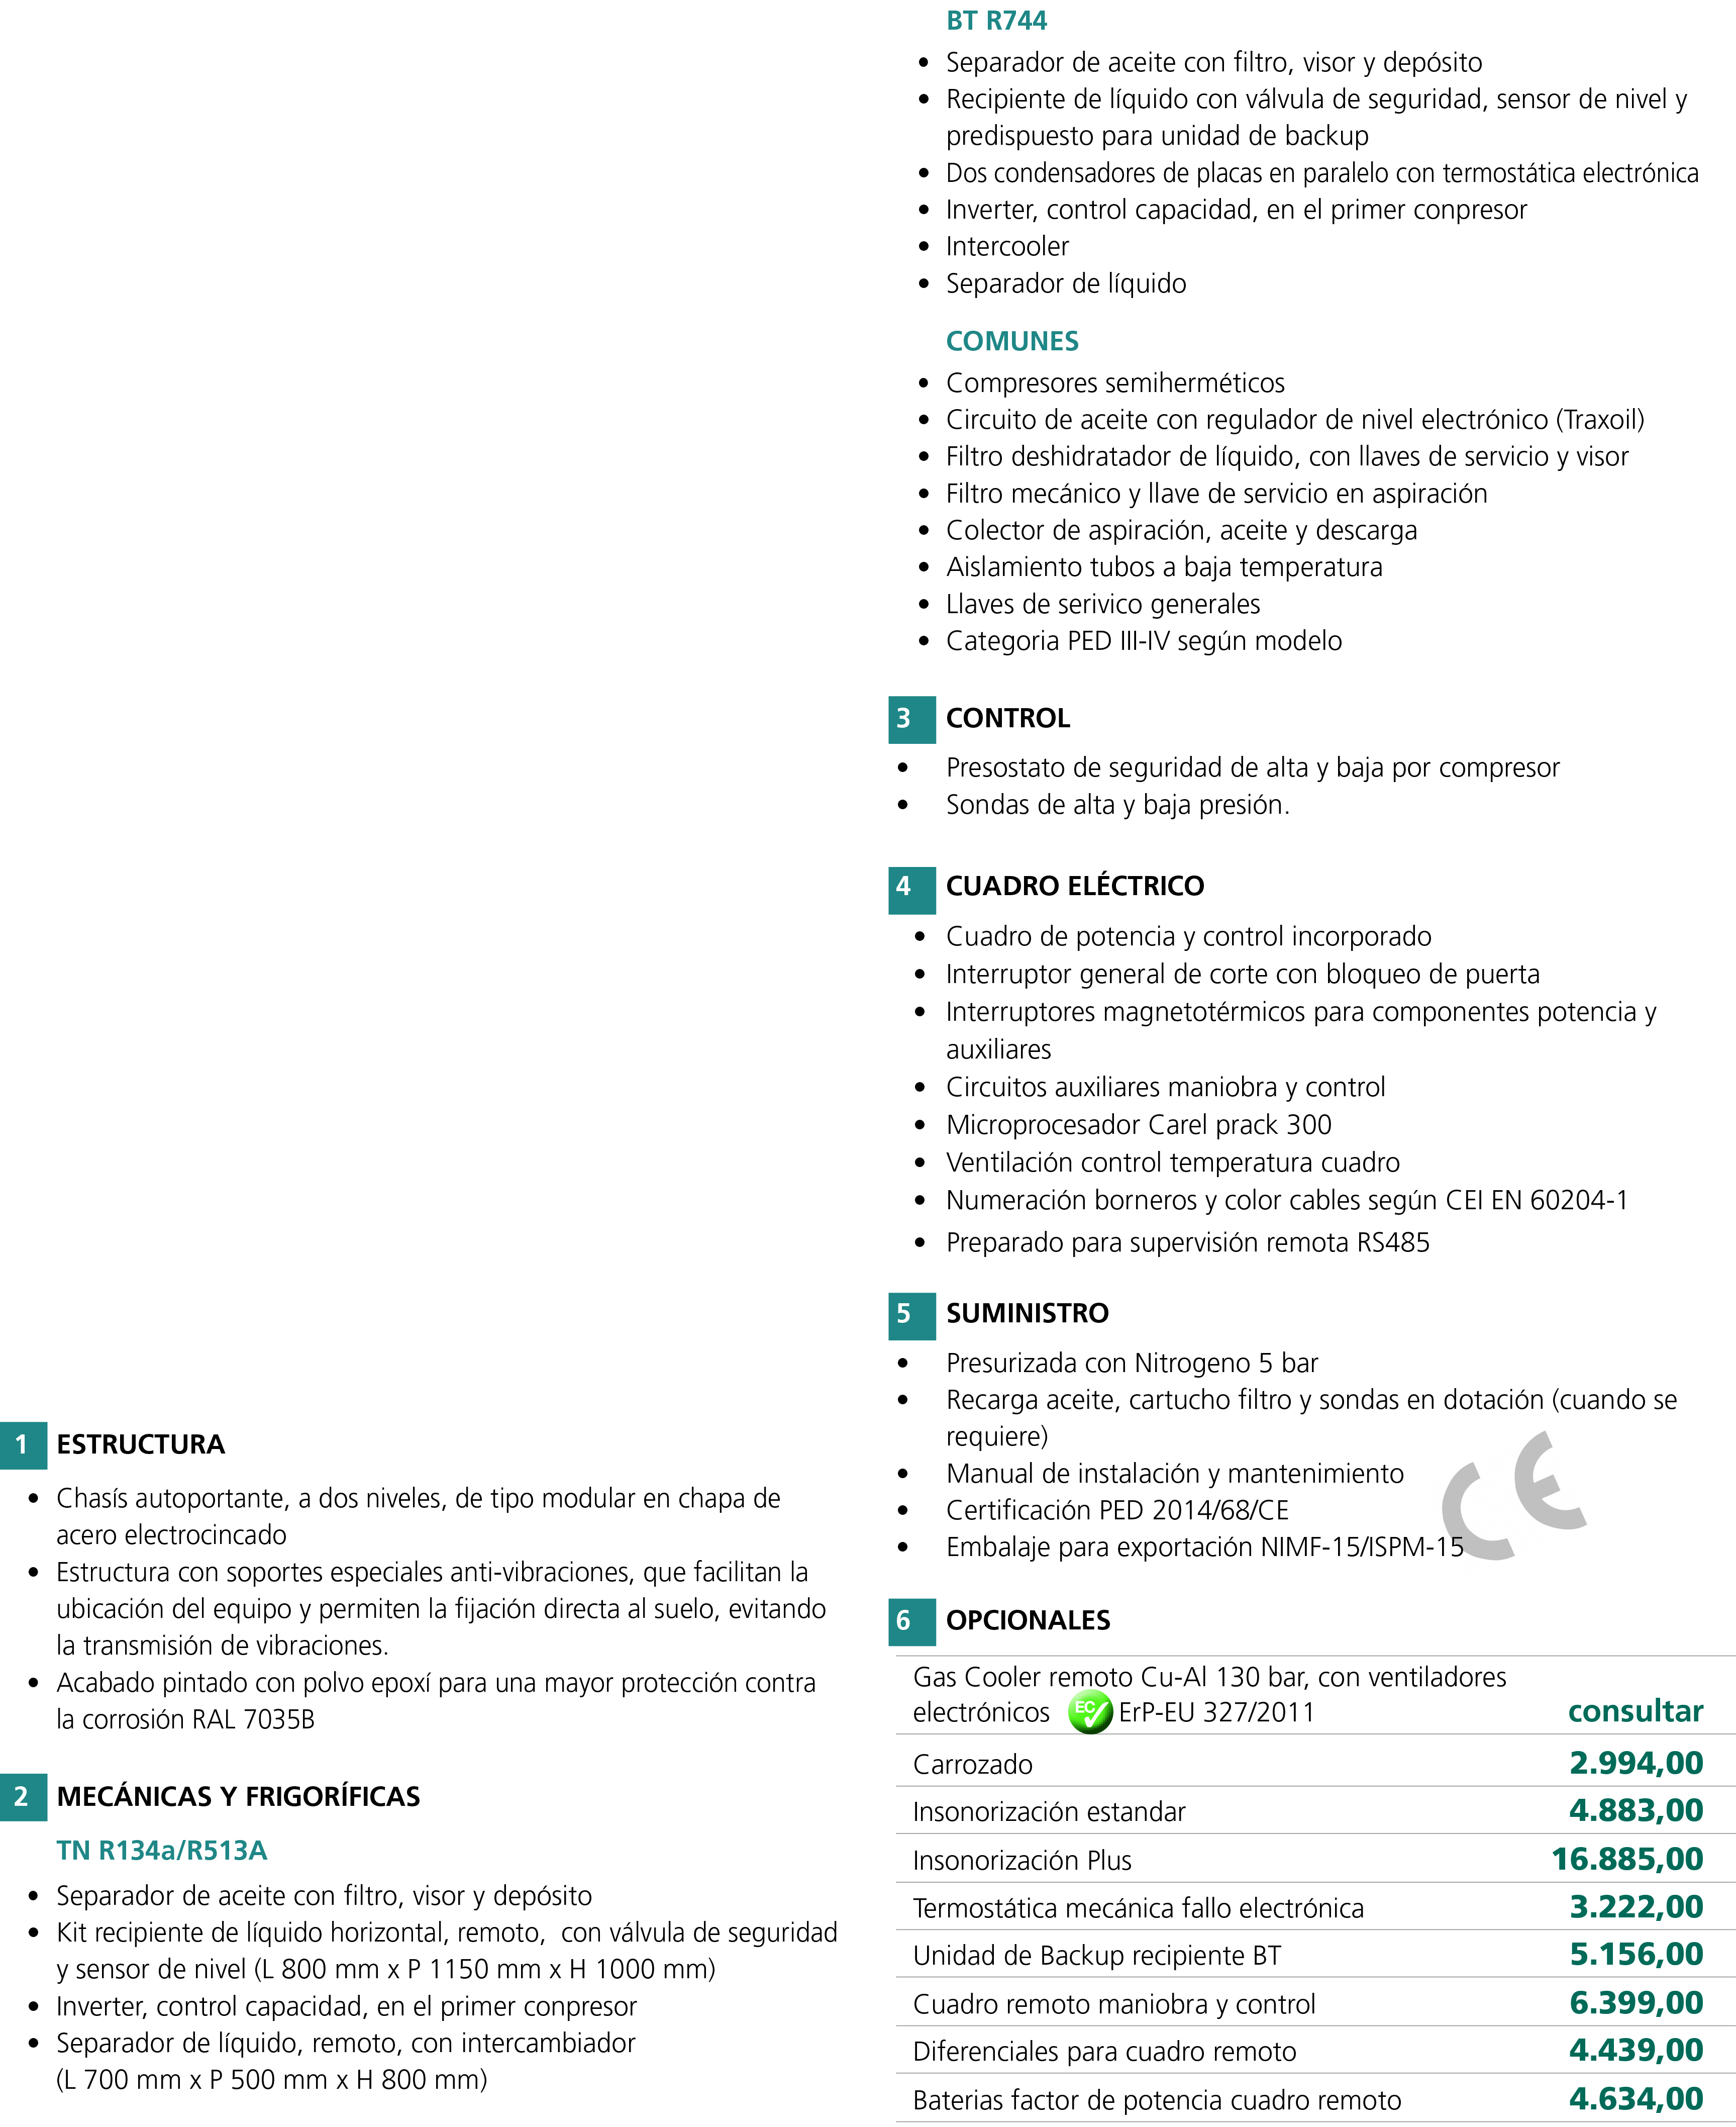 1 ESTRUCTURA
• Chasís autoportante, a dos niveles, de tipo modular en chapa de
acero electrocincado
• Estructura con soportes especiales anti-vibraciones, que facilitan la
ubicación del equipo y permiten la fijación directa al suelo, evitando
la transmisión de vibraciones.
• Acabado pintado con polvo epoxí para una mayor protección contra
la corrosión RAL 7035B
2 MECÁNICAS Y FRIGORÍFICAS
TN R134a/R513A
• Separador de aceite con filtro, visor y depósito
• Kit recipiente de líquido horizontal, remoto, con válvula de seguridad
y sensor de nivel (L 800 mm x P 1150 mm x H 1000 mm)
• Inverter, control capacidad, en el primer conpresor
• Separador de líquido, remoto, con intercambiador
(L 700 mm x P 500 mm x H 800 mm)
BT R744
• Separador de aceite con filtro, visor y depósito
• Recipiente de líquido con válvula de seguridad, sensor de nivel y
predispuesto para unidad de backup
• Dos condensadores de placas en paralelo con termostática electrónica
• Inverter, control capacidad, en el primer conpresor
• Intercooler
• Separador de líquido
COMUNES
• Compresores semiherméticos
• Circuito de aceite con regulador de nivel electrónico (Traxoil)
• Filtro deshidratador de líquido, con llaves de servicio y visor
• Filtro mecánico y llave de servicio en aspiración
• Colector de aspiración, aceite y descarga
• Aislamiento tubos a baja temperatura
• Llaves de serivico generales
• Categoria PED III-IV según modelo
3 CONTROL
• Presostato de seguridad de alta y baja por compresor
• Sondas de alta y baja presión.
4 CUADRO ELÉCTRICO
• Cuadro de potencia y control incorporado
• Interruptor general de corte con bloqueo de puerta
• Interruptores magnetotérmicos para componentes potencia y
auxiliares
• Circuitos auxiliares maniobra y control
• Microprocesador Carel prack 300
• Ventilación control temperatura cuadro
• Numeración borneros y color cables según CEI EN 60204-1
• Preparado para supervisión remota RS485
5 SUMINISTRO
• Presurizada con Nitrogeno 5 bar
• Recarga aceite, cartucho filtro y sondas en dotación (cuando se
requiere)
• Manual de instalación y mantenimiento
• Certificación PED 2014/68/CE
• Embalaje para exportación NIMF-15/ISPM-15
CE
6 OPCIONALES
Gas Cooler remoto Cu-Al 130 bar, con ventiladores
electrónicos EC ErP-EU 327/2011 consultar
Carrozado 2.994,00
Insonorización estandar 4.883,00
Insonorización Plus 16.885,00
Termostática mecánica fallo electrónica 3.222,00
Unidad de Backup recipiente BT 5.156,00
Cuadro remoto maniobra y control 6.399,00
Diferenciales para cuadro remoto 4.439,00
Baterias factor de potencia cuadro remoto 4.634,00